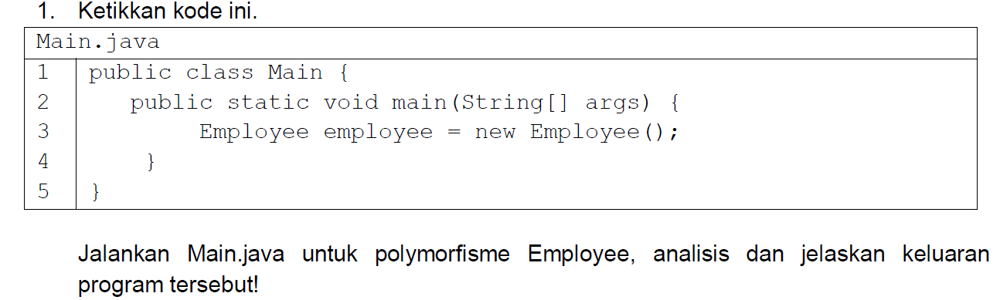 1. Ketikkan kode ini.
Main.java
1 public class Main {
2 public static void main(String[] args) {
3 Employee employee = new Employee();
4 }
5 }
Jalankan Main.java untuk polymorfisme Employee, analisis dan jelaskan keluaran
program tersebut!